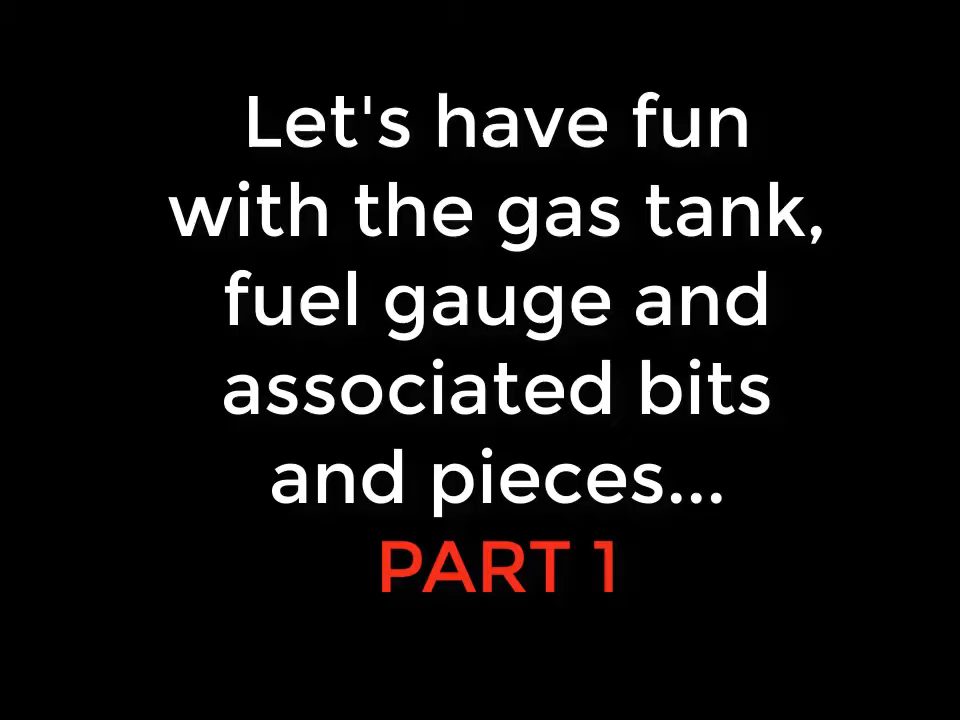 Let's have fun
with the gas tank,
fuel gauge and
associated bits
and pieces...
PART 1